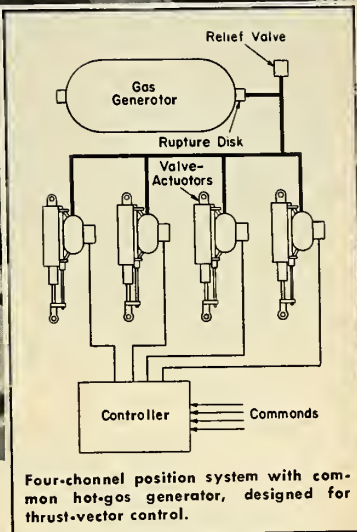 Relief Valve
Gas
Generator
Rupture Disk
Valve-
Actuators
Controller
Commonds
Four-channel position system with com-
mon hot-gos generator, designed for
thrust-vector control.